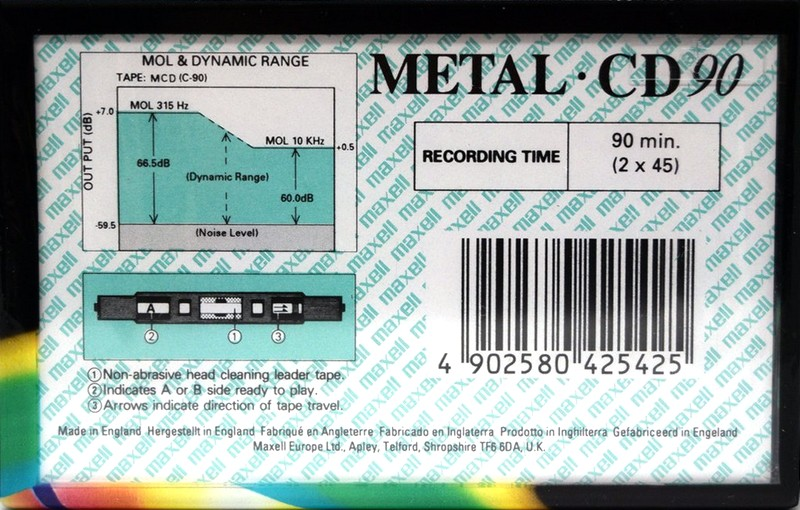 MOL & DYNAMIC RANGE
TAPE: MCD (C-90)
OUT PUT (dB)
+7.0
MOL 315 Hz
MOL 10 KHz
+0.5
66.5dB
(Dynamic Range)
60.0dB
-59.5
(Noise Level)
METAL·CD90
RECORDING TIME
90 min.
(2 x 45)
4 902580 425425
A
② ① ③
①Non-abrasive head cleaning leader tape.
②Indicates A or B side ready to play.
③Arrows indicate direction of tape travel.
Made in England Hergestellt in England Fabriqué en Angleterre Fabricado en Inglaterra Prodotto in Inghilterra Gefabriceerd in Engeland
Maxell Europe Ltd., Apley, Telford, Shropshire TF6 6DA, U.K.
maxell